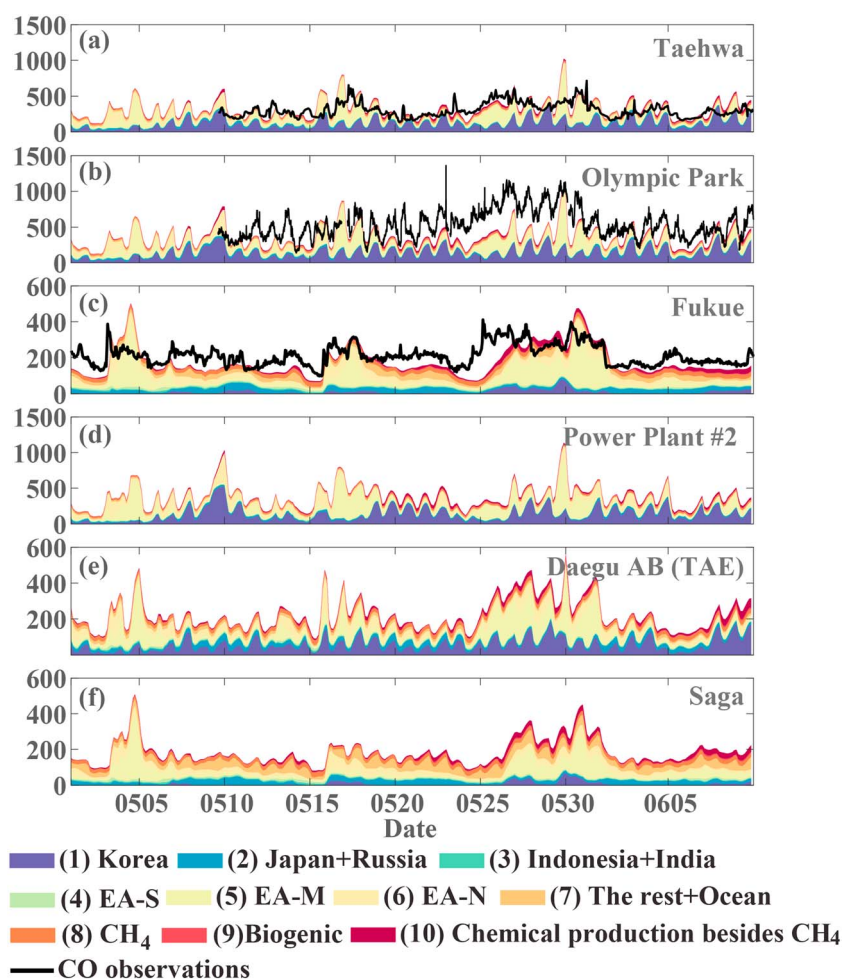 1500
(a)
Taehwa
1000
500
0
1500
(b)
Olympic Park
1000
500
0
600
(c)
Fukue
400
200
0
1500
(d)
Power Plant #2
1000
500
0
600
(e)
Daegu AB (TAE)
400
200
600
(f)
Saga
400
200
0
0505 0510 0515 0520 0525 0530 0605
Date
(1) Korea (2) Japan+Russia (3) Indonesia+India
(4) EA-S (5) EA-M (6) EA-N (7) The rest+Ocean
(8) CH4 (9)Biogenic (10) Chemical production besides CH4
CO observations